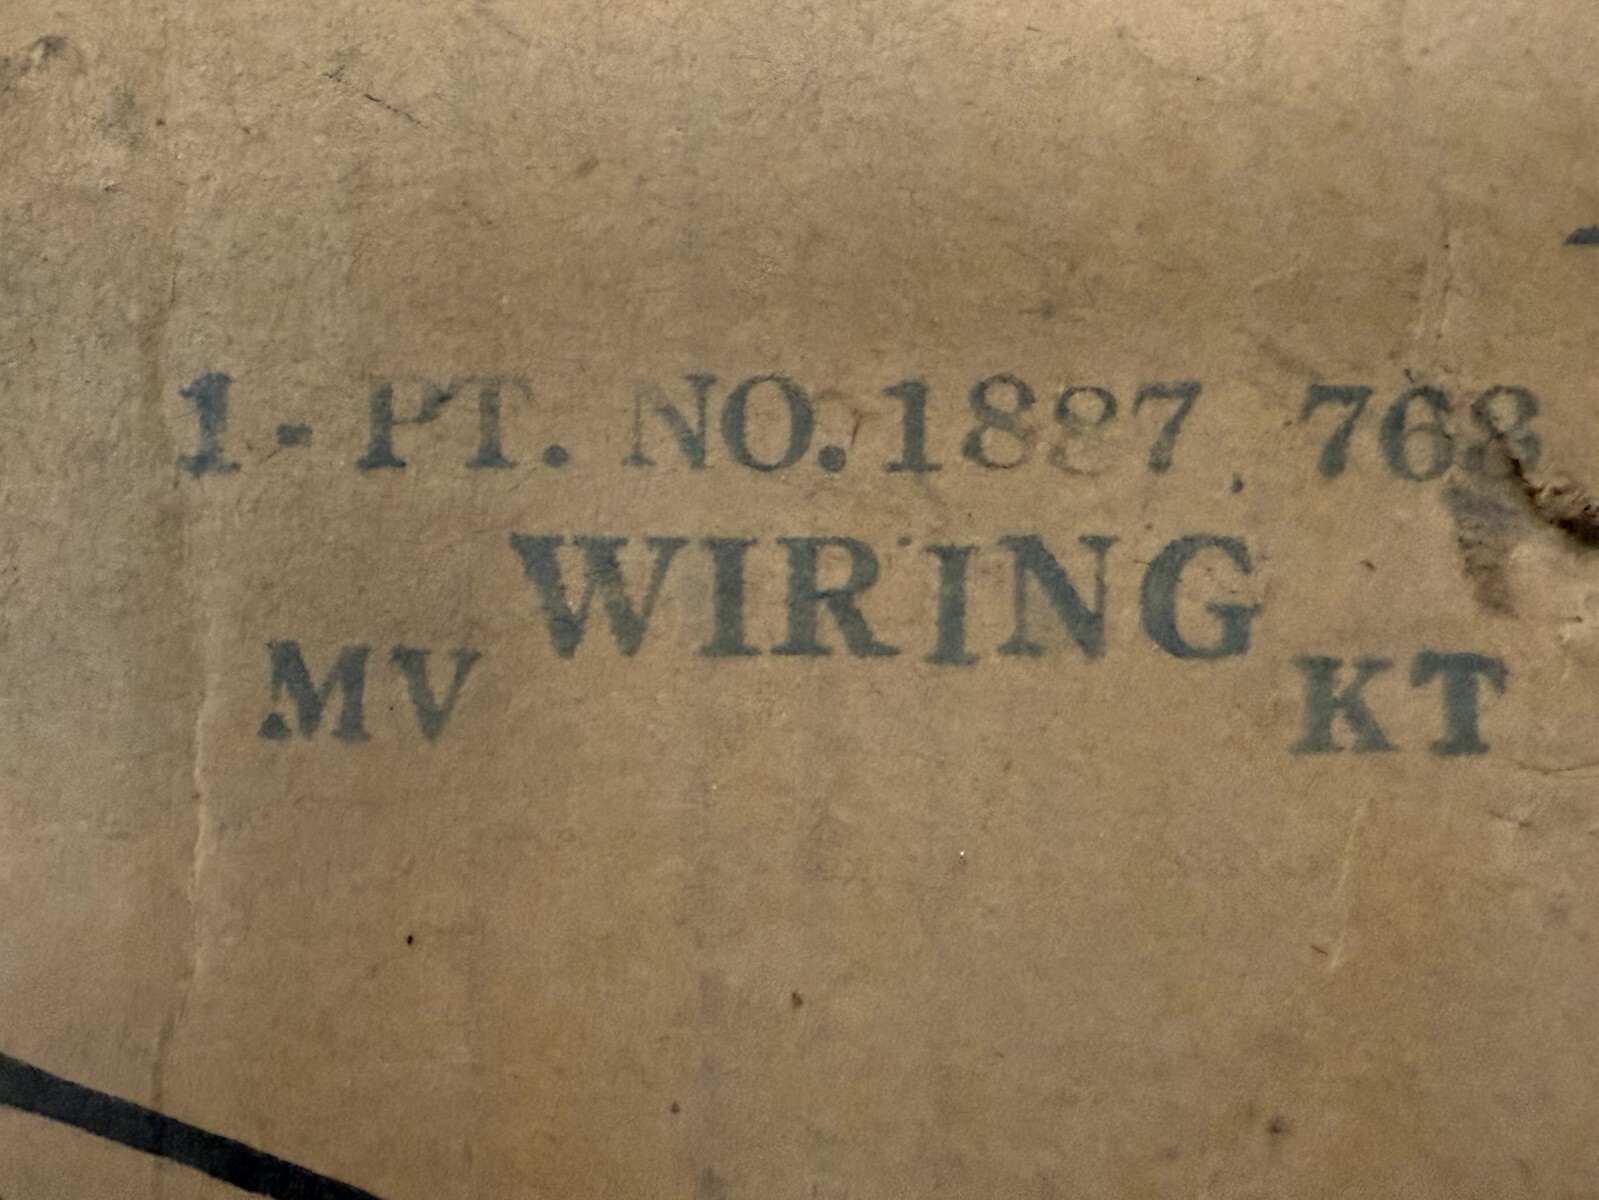 1-PT. NO.1887 768
WIRING
MV KT